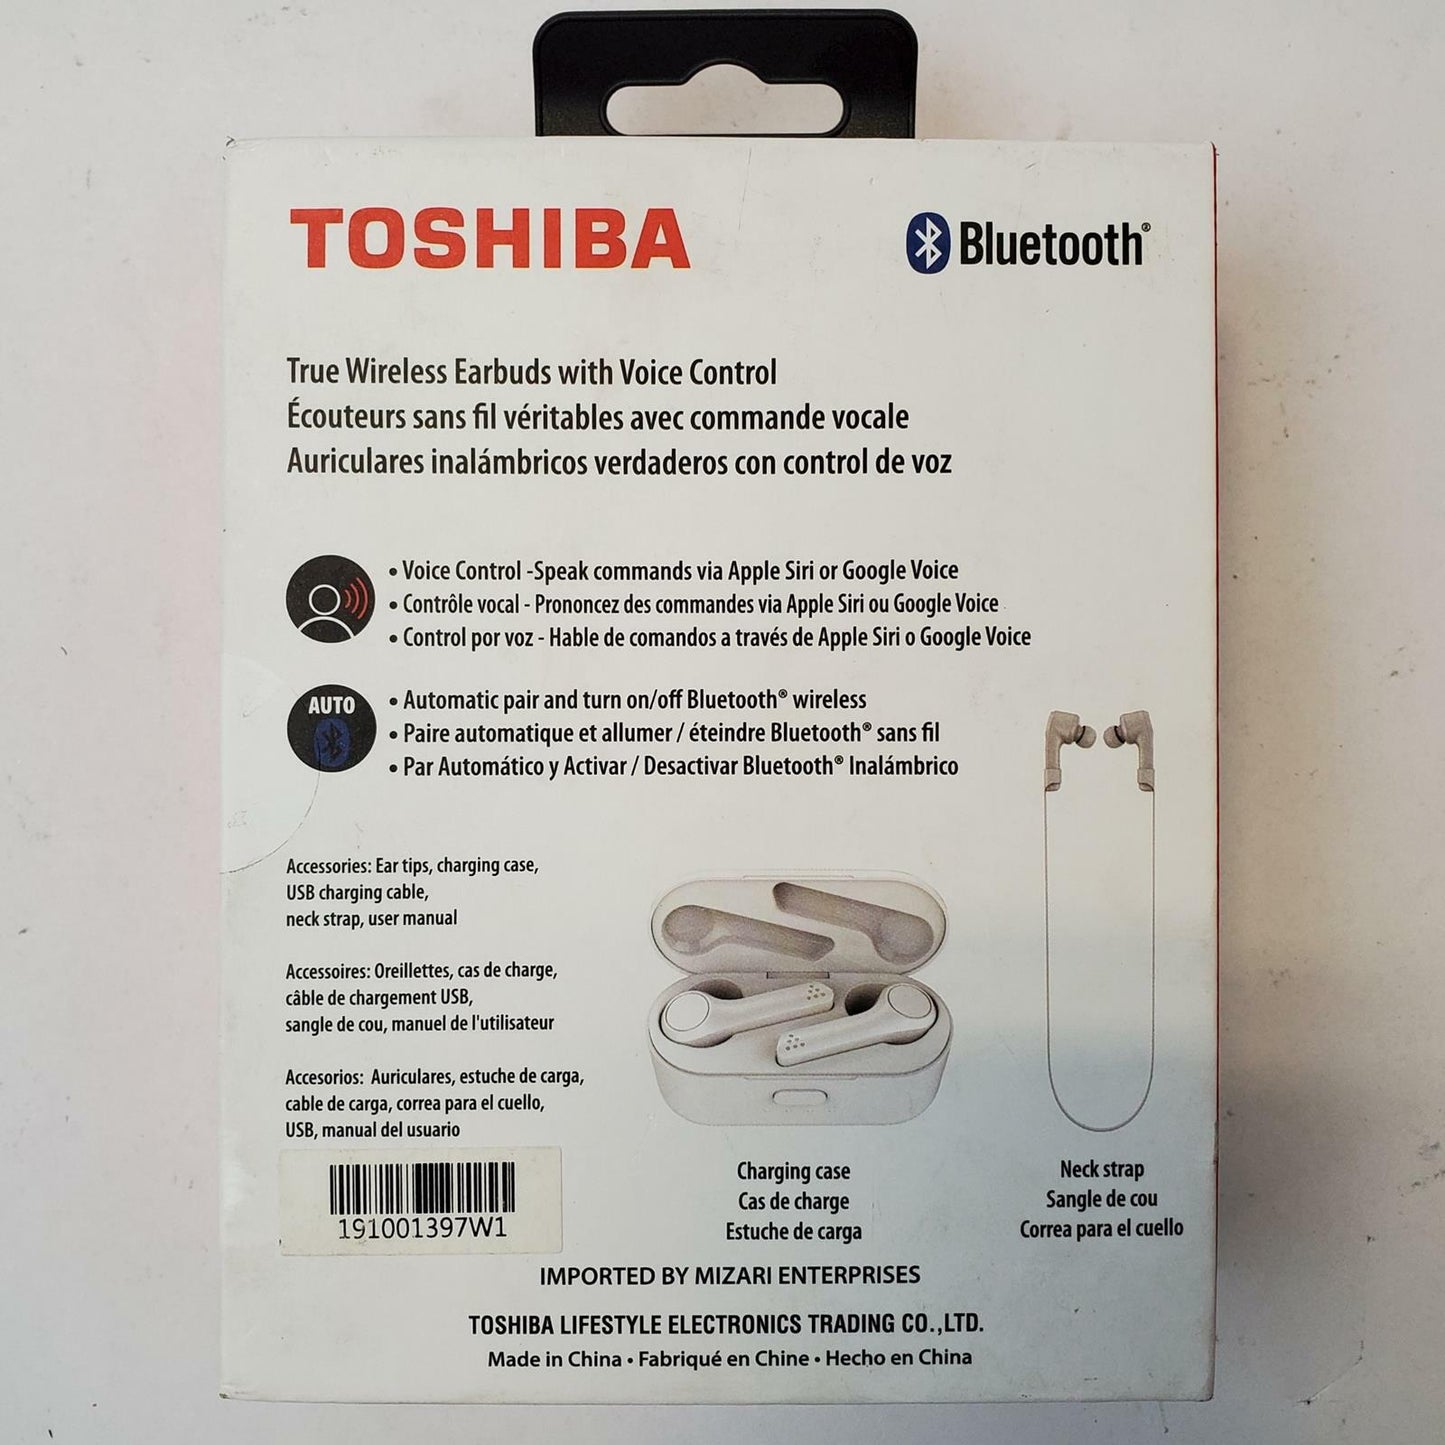 TOSHIBA
Bluetooth®
True Wireless Earbuds with Voice Control
Écouteurs sans fil véritables avec commande vocale
Auriculares inalámbricos verdaderos con control de voz
• Voice Control -Speak commands via Apple Siri or Google Voice
• Contrôle vocal - Prononcez des commandes via Apple Siri ou Google Voice
• Control por voz - Hable de comandos a través de Apple Siri o Google Voice
AUTO
• Automatic pair and turn on/off Bluetooth® wireless
• Paire automatique et allumer / éteindre Bluetooth® sans fil
• Par Automático y Activar / Desactivar Bluetooth® Inalámbrico
Accessories: Ear tips, charging case,
USB charging cable,
neck strap, user manual
Accessoires: Oreillettes, cas de charge,
câble de chargement USB,
sangle de cou, manuel de l'utilisateur
Accesorios: Auriculares, estuche de carga,
cable de carga, correa para el cuello,
USB, manual del usuario
191001397W1
Charging case
Cas de charge
Estuche de carga
Neck strap
Sangle de cou
Correa para el cuello
IMPORTED BY MIZARI ENTERPRISES
TOSHIBA LIFESTYLE ELECTRONICS TRADING CO.,LTD.
Made in China • Fabriqué en Chine • Hecho en China